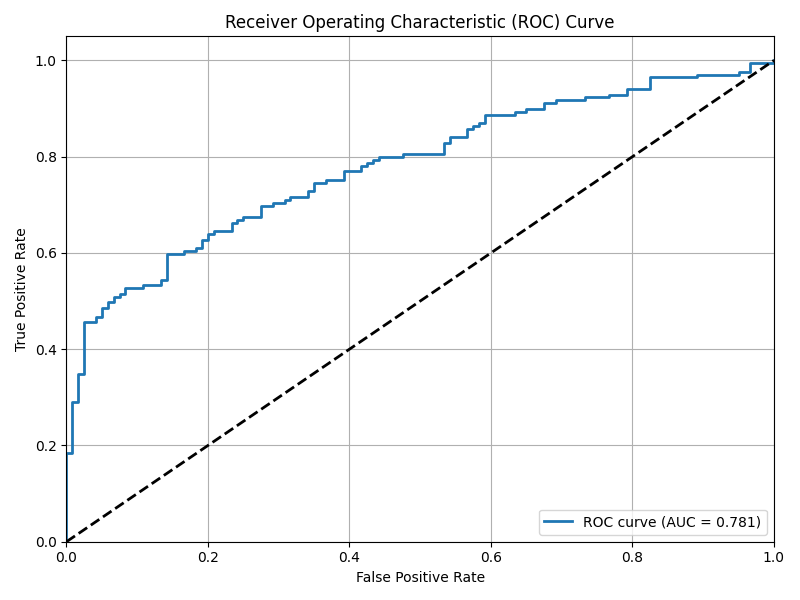 Receiver Operating Characteristic (ROC) Curve
True Positive Rate
1.0
0.8
0.6
0.4
0.2
0.0
0.0 0.2 0.4 0.6 0.8 1.0
False Positive Rate
ROC curve (AUC = 0.781)